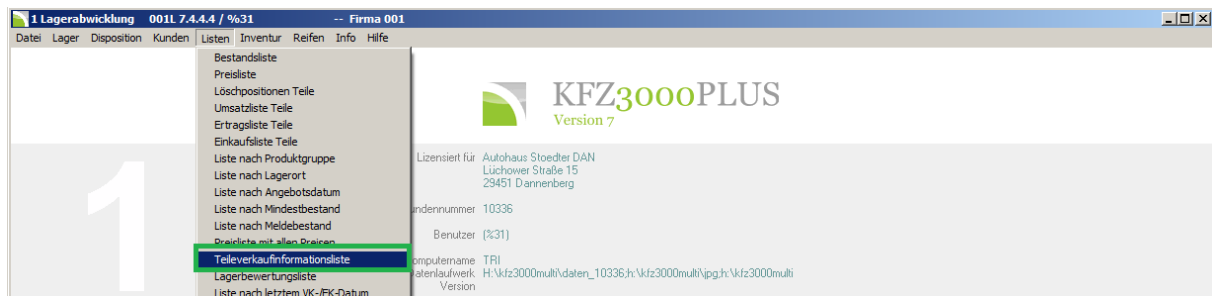 1 Lagerabwicklung 001L 7.4.4.4 / %31 -- Firma 001
Datei Lager Disposition Kunden Listen Inventur Reifen Info Hilfe
Bestandsliste
Preisliste
Löschpositionen Teile
Umsatzliste Teile
Ertragsliste Teile
Einkaufsliste Teile
Liste nach Produktgruppe
Liste nach Lagerort
Liste nach Angebotsdatum
Liste nach Mindestbestand
Liste nach Meldebestand
Preisliste mit allen Preisen
Teileverkaufinformationsliste
Lagerbewertungsliste
Liste nach letztem VK-/EK-Datum
KFZ3000PLUS
Version 7
1
Lizensiert für Autohaus Stoedter DAN
Lüchower Straße 15
29451 Dannenberg
undennummer 10336
Benutzer (%31)
omputername TRI
atenlaufwerk H:\kfz3000multi\daten_10336;h:\kfz3000multi\jpg;h:\kfz3000multi
Version